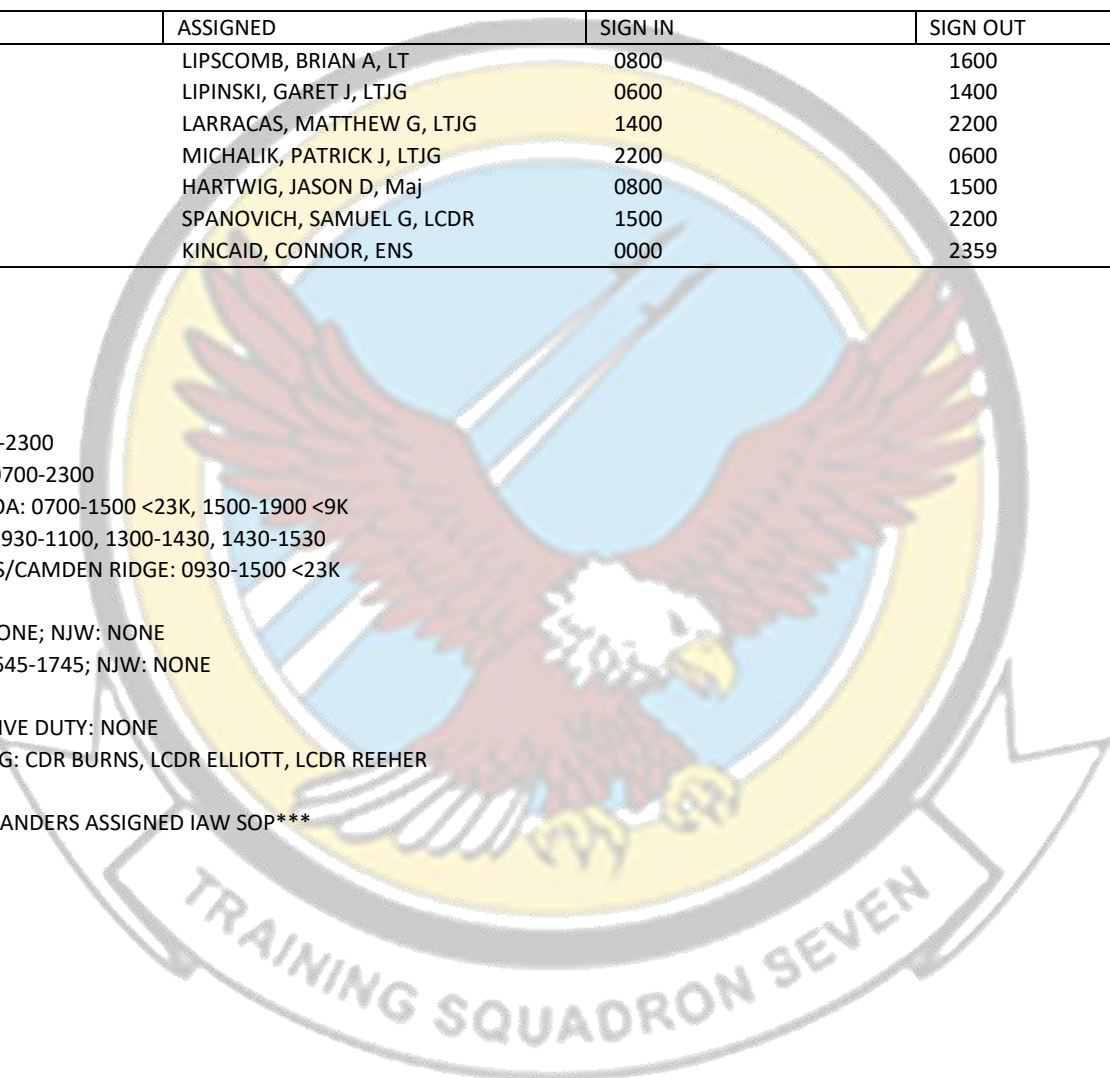 ASSIGNED SIGN IN SIGN OUT
LIPSCOMB, BRIAN A, LT 0800 1600
LIPINSKI, GARET J, LTJG 0600 1400
LARRACAS, MATTHEW G, LTJG 1400 2200
MICHALIK, PATRICK J, LTJG 2200 0600
HARTWIG, JASON D, Maj 0800 1500
SPANOVICH, SAMUEL G, LCDR 1500 2200
KINCAID, CONNOR, ENS 0000 2359
-2300
0700-2300
OA: 0700-1500 <23K, 1500-1900 <9K
930-1100, 1300-1430, 1430-1530
S/CAMDEN RIDGE: 0930-1500 <23K
ONE; NJW: NONE
645-1745; NJW: NONE
IVE DUTY: NONE
G: CDR BURNS, LCDR ELLIOTT, LCDR REEHER
ANDERS ASSIGNED IAW SOP***
TRAINING SQUADRON SEVEN